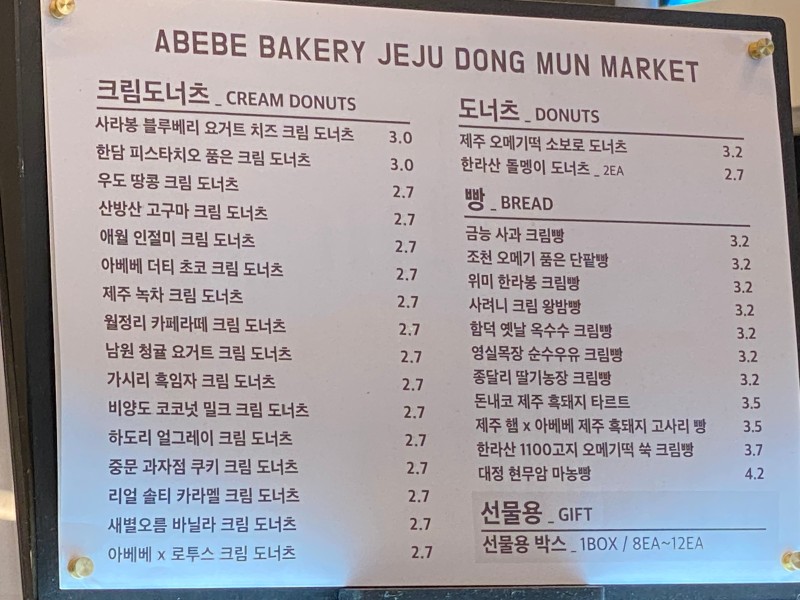 ABEBE BAKERY JEJU DONG MUN MARKET
크림도너츠 _ CREAM DONUTS
사라봉 블루베리 요거트 치즈 크림 도너츠 3.0
한담 피스타치오 품은 크림 도너츠 3.0
우도 땅콩 크림 도너츠 2.7
산방산 고구마 크림 도너츠 2.7
애월 인절미 크림 도너츠 2.7
아베베 더티 초코 크림 도너츠 2.7
제주 녹차 크림 도너츠 2.7
월정리 카페라떼 크림 도너츠 2.7
남원 청귤 요거트 크림 도너츠 2.7
가시리 흑임자 크림 도너츠 2.7
비양도 코코넛 밀크 크림 도너츠 2.7
하도리 얼그레이 크림 도너츠 2.7
중문 과자점 쿠키 크림 도너츠 2.7
리얼 솔티 카라멜 크림 도너츠 2.7
새별오름 바닐라 크림 도너츠 2.7
아베베 x 로투스 크림 도너츠 2.7
도너츠 _ DONUTS
제주 오메기떡 소보로 도너츠 3.2
한라산 돌멩이 도너츠 _ 2EA 2.7
빵 _ BREAD
금능 사과 크림빵 3.2
조천 오메기 품은 단팥빵 3.2
위미 한라봉 크림빵 3.2
사려니 크림 왕밤빵 3.2
함덕 옛날 옥수수 크림빵 3.2
영실목장 순수우유 크림빵 3.2
종달리 딸기농장 크림빵 3.2
돈내코 제주 흑돼지 타르트 3.5
제주 햄 x 아베베 제주 흑돼지 고사리 빵 3.5
한라산 1100고지 오메기떡 쑥 크림빵 3.7
대정 현무암 마농빵 4.2
선물용 _ GIFT
선물용 박스 _ 1BOX / 8EA~12EA